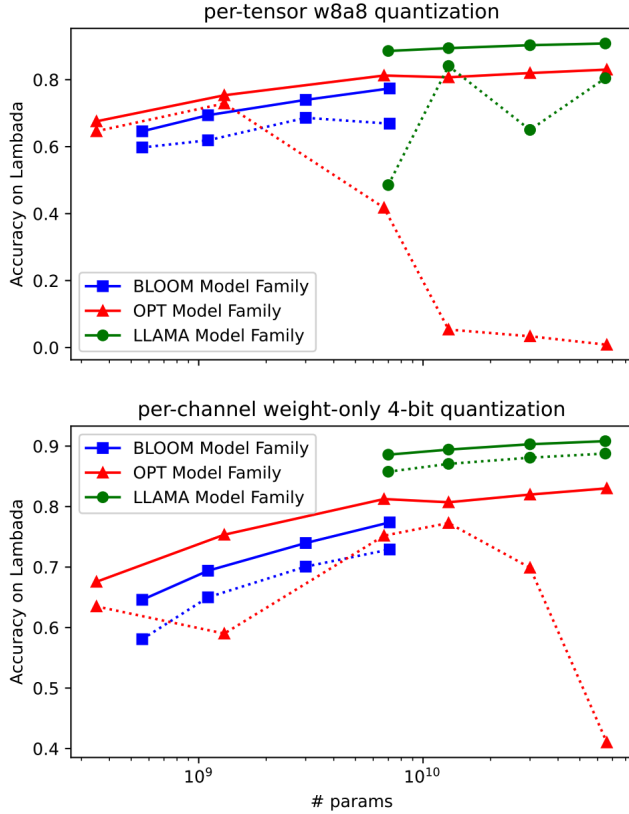 per-tensor w8a8 quantization
Accuracy on Lambada
0.8
0.6
0.4
0.2
0.0
BLOOM Model Family
OPT Model Family
LLAMA Model Family
per-channel weight-only 4-bit quantization
Accuracy on Lambada
0.9
0.8
0.7
0.6
0.5
0.4
BLOOM Model Family
OPT Model Family
LLAMA Model Family
10⁹ 10¹⁰
# params